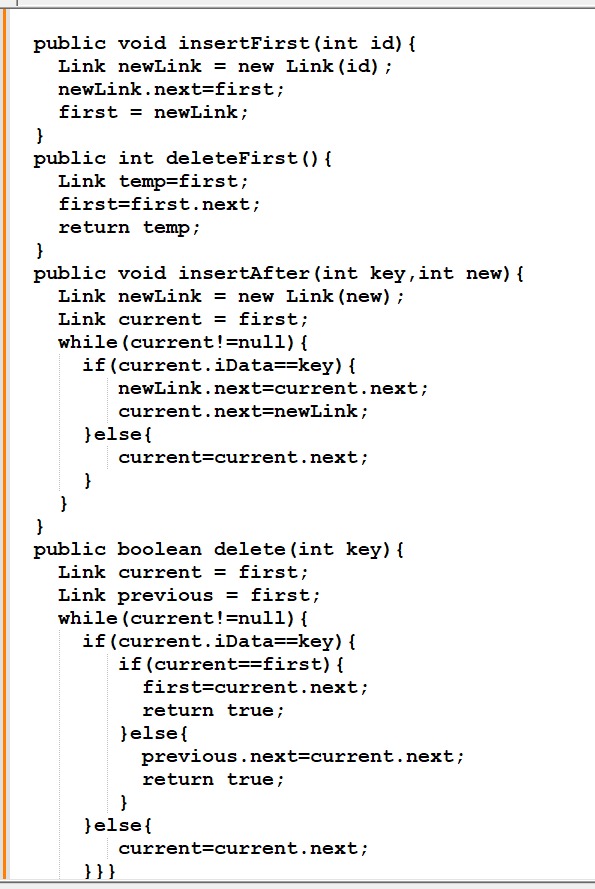 public void insertFirst(int id){
Link newLink = new Link(id);
newLink.next=first;
first = newLink;
}
public int deleteFirst(){
Link temp=first;
first=first.next;
return temp;
}
public void insertAfter(int key,int new){
Link newLink = new Link(new);
Link current = first;
while(current!=null){
if(current.iData==key){
newLink.next=current.next;
current.next=newLink;
}else{
current=current.next;
}
}
}
public boolean delete(int key){
Link current = first;
Link previous = first;
while(current!=null){
if(current.iData==key){
if(current==first){
first=current.next;
return true;
}else{
previous.next=current.next;
return true;
}
}else{
current=current.next;
}}}